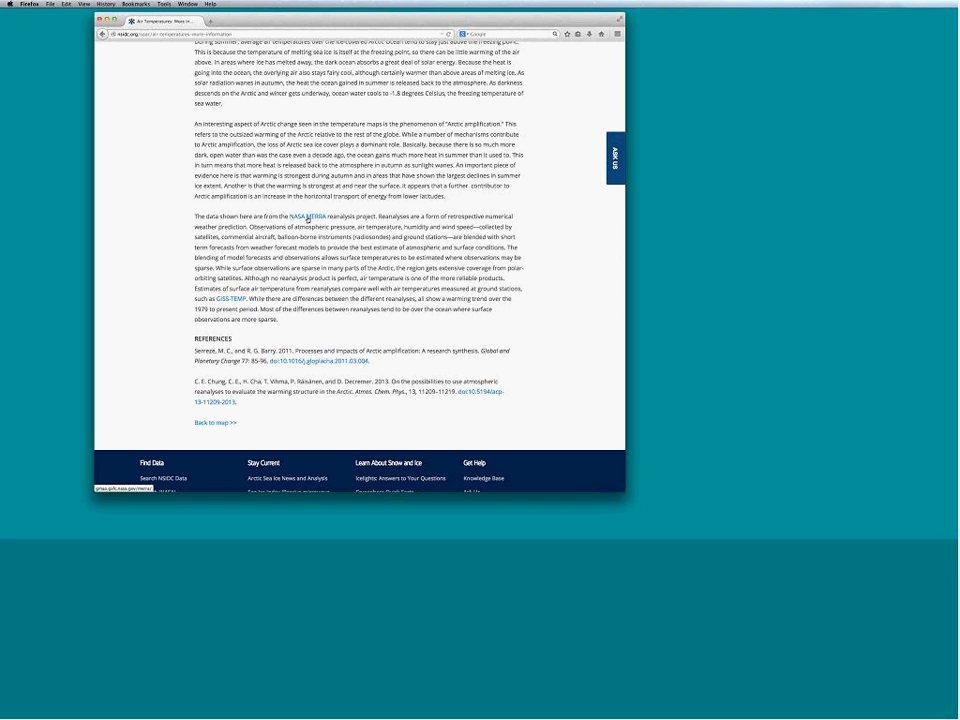 Firefox File Edit View History Bookmarks Tools Window Help
Air Temperatures: More in...
nsidc.org/soac/air-temperatures-more-information
Google
During summer, average air temperatures over the ice-covered Arctic Ocean tend to stay just above the freezing point.
This is because the temperature of melting sea ice is itself at the freezing point, so there can be little warming of the air
above. In areas where ice has melted away, the dark ocean absorbs a great deal of solar energy. Because the heat is
going into the ocean, the overlying air also stays fairly cool, although certainly warmer than above areas of melting ice. As
solar radiation wanes in autumn, the heat the ocean gained in summer is released back to the atmosphere. As darkness
descends on the Arctic and winter gets underway, ocean water cools to -1.8 degrees Celsius, the freezing temperature of
sea water.
An interesting aspect of Arctic change seen in the temperature maps is the phenomenon of "Arctic amplification." This
refers to the outsized warming of the Arctic relative to the rest of the globe. While a number of mechanisms contribute
to Arctic amplification, the loss of Arctic sea ice cover plays a dominant role. Basically, because there is so much more
dark, open water than was the case even a decade ago, the ocean gains much more heat in summer than it used to. This
in turn means that more heat is released back to the atmosphere in autumn as sunlight wanes. An important piece of
evidence here is that warming is strongest during autumn and in areas that have shown the largest declines in summer
ice extent. Another is that the warming is strongest at and near the surface. It appears that a further contributor to
Arctic amplification is an increase in the horizontal transport of energy from lower latitudes.
ASK US
The data shown here are from the NASA MERRA reanalysis project. Reanalyses are a form of retrospective numerical
weather prediction. Observations of atmospheric pressure, air temperature, humidity and wind speed—collected by
satellites, commercial aircraft, balloon-borne instruments (radiosondes) and ground stations—are blended with short
term forecasts from weather forecast models to provide the best estimate of atmospheric and surface conditions. The
blending of model forecasts and observations allows surface temperatures to be estimated where observations may be
sparse. While surface observations are sparse in many parts of the Arctic, the region gets extensive coverage from polar-
orbiting satellites. Although no reanalysis product is perfect, air temperature is one of the more reliable products.
Estimates of surface air temperature from reanalyses compare well with air temperatures measured at ground stations,
such as GISS-TEMP. While there are differences between the different reanalyses, all show a warming trend over the
1979 to present period. Most of the differences between reanalyses tend to be over the ocean where surface
observations are more sparse.
REFERENCES
Serreze, M. C., and R. G. Barry. 2011. Processes and impacts of Arctic amplification: A research synthesis. Global and
Planetary Change 77: 85-96, doi:10.1016/j.gloplacha.2011.03.004.
C. E. Chung, C. E., H. Cha, T. Vihma, P. Räisänen, and D. Decremer. 2013. On the possibilities to use atmospheric
reanalyses to evaluate the warming structure in the Arctic. Atmos. Chem. Phys., 13, 11209–11219. doi:10.5194/acp-
13-11209-2013.
Back to map >>
Find Data Stay Current Learn About Snow and Ice Get Help
Search NSIDC Data Arctic Sea Ice News and Analysis Icelights: Answers to Your Questions Knowledge Base
gmao.gsfc.nasa.gov/merra/